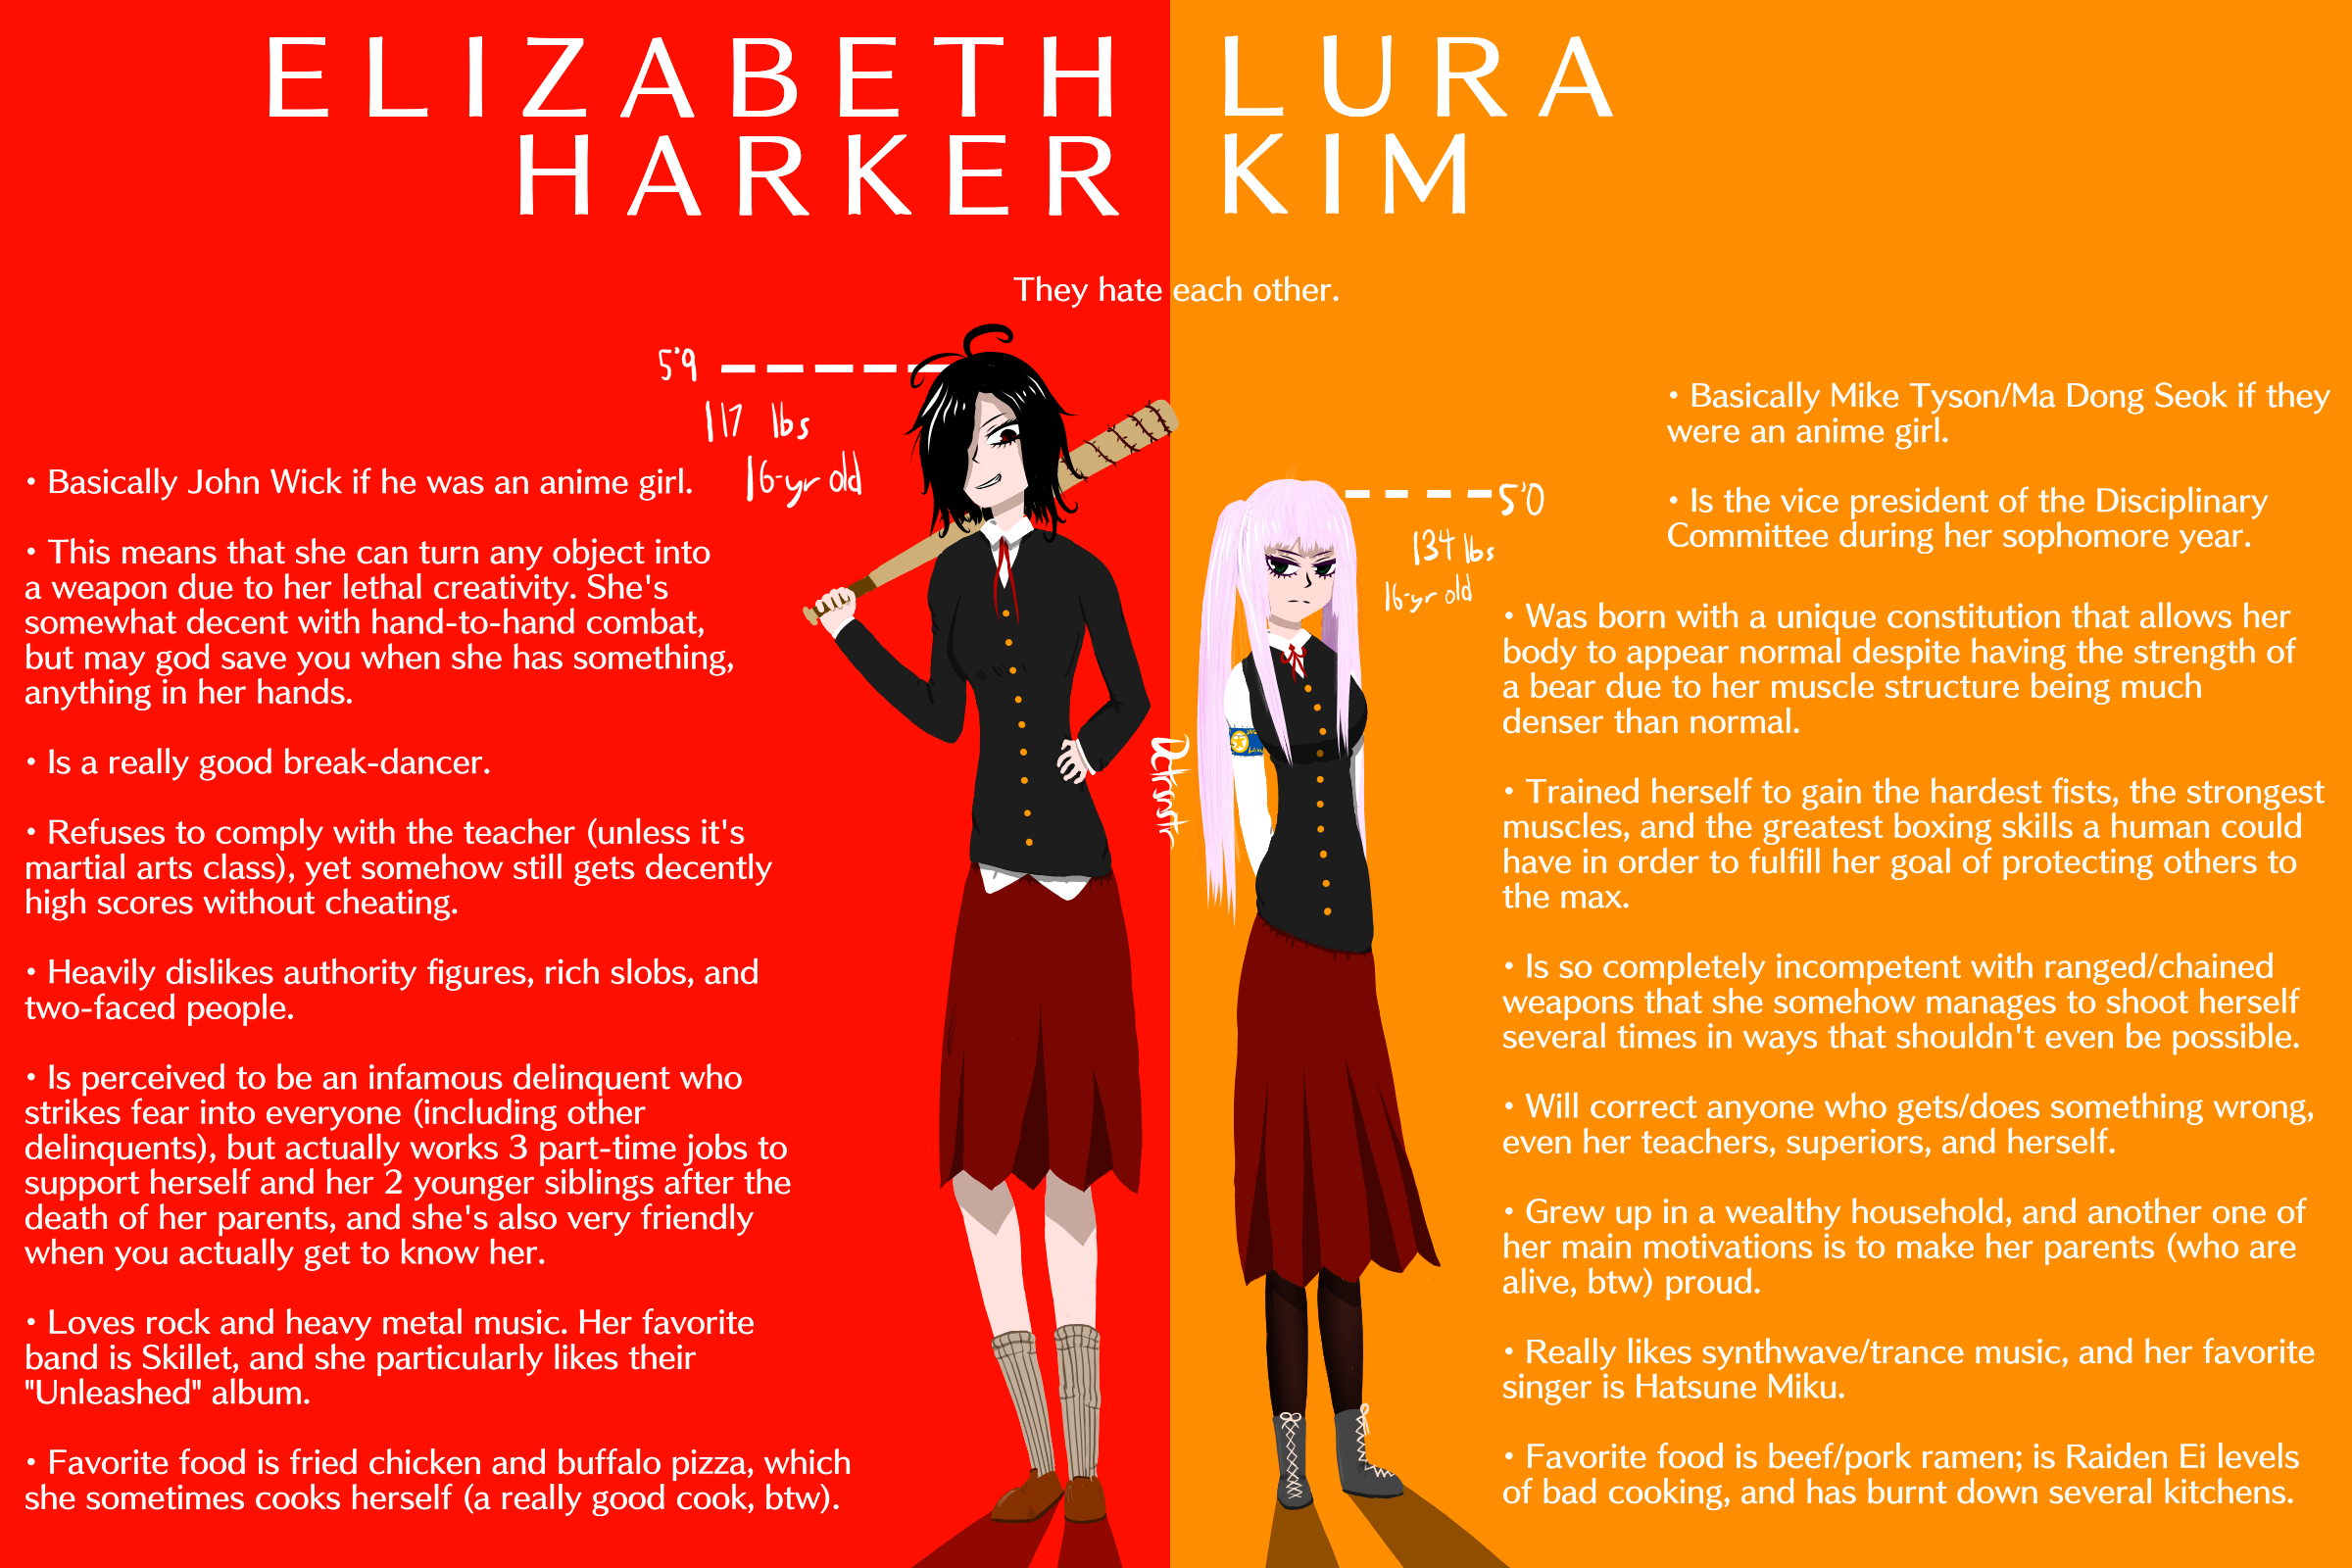 ELIZABETH
HARKER
LURA
KIM
They hate each other.
5'9
117 lbs
16-yr old
• Basically John Wick if he was an anime girl.
• This means that she can turn any object into
a weapon due to her lethal creativity. She's
somewhat decent with hand-to-hand combat,
but may god save you when she has something,
anything in her hands.
• Is a really good break-dancer.
• Refuses to comply with the teacher (unless it's
martial arts class), yet somehow still gets decently
high scores without cheating.
• Heavily dislikes authority figures, rich slobs, and
two-faced people.
• Is perceived to be an infamous delinquent who
strikes fear into everyone (including other
delinquents), but actually works 3 part-time jobs to
support herself and her 2 younger siblings after the
death of her parents, and she's also very friendly
when you actually get to know her.
• Loves rock and heavy metal music. Her favorite
band is Skillet, and she particularly likes their
"Unleashed" album.
• Favorite food is fried chicken and buffalo pizza, which
she sometimes cooks herself (a really good cook, btw).
5'0
134 lbs
16-yr old
• Basically Mike Tyson/Ma Dong Seok if they
were an anime girl.
• Is the vice president of the Disciplinary
Committee during her sophomore year.
• Was born with a unique constitution that allows her
body to appear normal despite having the strength of
a bear due to her muscle structure being much
denser than normal.
• Trained herself to gain the hardest fists, the strongest
muscles, and the greatest boxing skills a human could
have in order to fulfill her goal of protecting others to
the max.
• Is so completely incompetent with ranged/chained
weapons that she somehow manages to shoot herself
several times in ways that shouldn't even be possible.
• Will correct anyone who gets/does something wrong,
even her teachers, superiors, and herself.
• Grew up in a wealthy household, and another one of
her main motivations is to make her parents (who are
alive, btw) proud.
• Really likes synthwave/trance music, and her favorite
singer is Hatsune Miku.
• Favorite food is beef/pork ramen; is Raiden Ei levels
of bad cooking, and has burnt down several kitchens.